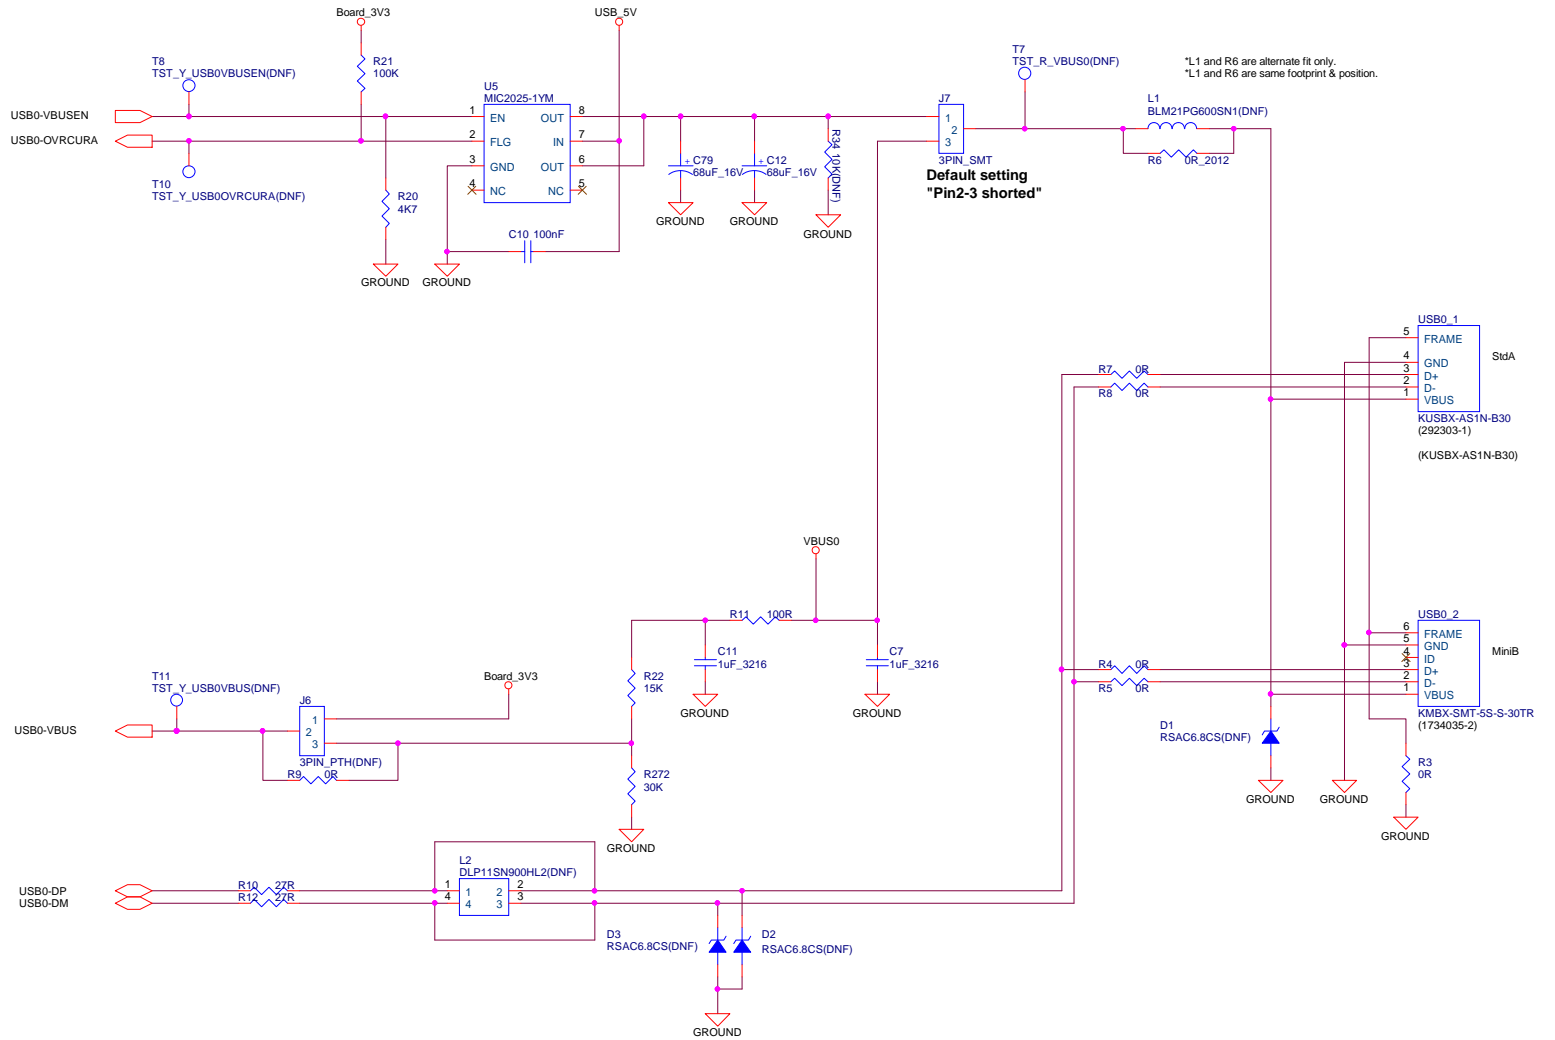 Board_3V3
USB_5V
T8
TST_Y_USB0VBUSEN(DNF)
R21
100K
T7
TST_R_VBUS0(DNF)
*L1 and R6 are alternate fit only.
*L1 and R6 are same footprint & position.
U5
MIC2025-1YM
J7
L1
BLM21PG600SN1(DNF)
USB0-VBUSEN
1 EN OUT 8
1
USB0-OVRCURA
2 FLG IN 7
2
3 GND OUT 6
3
4 NC NC 5
R34 10K(DNF)
C79
68uF_16V
C12
68uF_16V
3PIN_SMT
R6 0R_2012
Default setting
"Pin2-3 shorted"
T10
TST_Y_USB0OVRCURA(DNF)
R20
4K7
GROUND
GROUND
GROUND
C10 100nF
GROUND
GROUND
USB0_1
5 FRAME
4 GND
3 D+
2 D-
1 VBUS
StdA
R7 0R
R8 0R
KUSBX-AS1N-B30
(292303-1)
(KUSBX-AS1N-B30)
VBUS0
R11 100R
C11
1uF_3216
C7
1uF_3216
R22
15K
GROUND
GROUND
USB0_2
6 FRAME
5 GND
4 ID
3 D+
2 D-
1 VBUS
MiniB
R4 0R
R5 0R
KMBX-SMT-5S-S-30TR
(1734035-2)
T11
TST_Y_USB0VBUS(DNF)
Board_3V3
J6
1
2
3
USB0-VBUS
3PIN_PTH(DNF)
R9 0R
R272
30K
GROUND
D1
RSAC6.8CS(DNF)
GROUND
GROUND
R3
0R
GROUND
L2
DLP11SN900HL2(DNF)
USB0-DP
R10 27R
1 1 2 2
USB0-DM
R12 27R
4 4 3 3
D3
RSAC6.8CS(DNF)
D2
RSAC6.8CS(DNF)
GROUND